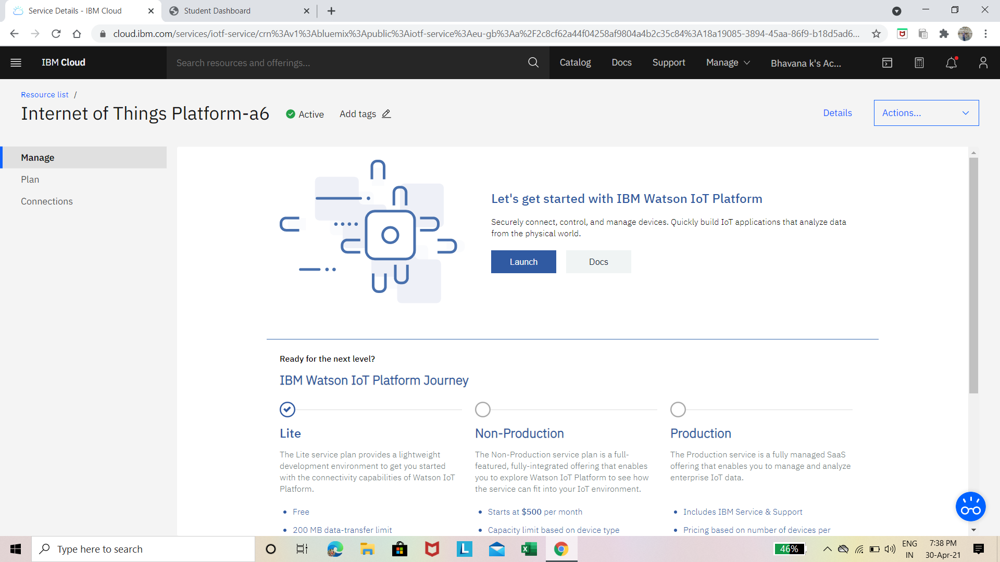 Service Details - IBM Cloud
Student Dashboard
cloud.ibm.com/services/iotf-service/crn%3Av1%3Abluemix%3Apublic%3Aiotf-service%3Aeu-gb%3Aa%2F2c8cf62a44f04258af9804a4b2c35c84%3A18a19085-3894-45aa-86f9-b18d5ad6...
IBM Cloud
Search resources and offerings...
Catalog
Docs
Support
Manage
Bhavana k's Ac...
Resource list /
Internet of Things Platform-a6
Active
Add tags
Details
Actions...
Manage
Plan
Connections
Let's get started with IBM Watson IoT Platform
Securely connect, control, and manage devices. Quickly build IoT applications that analyze data
from the physical world.
Launch
Docs
Ready for the next level?
IBM Watson IoT Platform Journey
Lite
The Lite service plan provides a lightweight
development environment to get you started
with the connectivity capabilities of Watson IoT
Platform.
• Free
• 200 MB data-transfer limit
Non-Production
The Non-Production service plan is a full-
featured, fully-integrated offering that enables
you to explore Watson IoT Platform to see how
the service can fit into your IoT environment.
• Starts at $500 per month
• Capacity limit based on device type
Production
The Production service is a fully managed SaaS
offering that enables you to manage and analyze
enterprise IoT data.
• Includes IBM Service & Support
• Pricing based on number of devices per
Type here to search
L
46%
ENG
IN
7:38 PM
30-Apr-21